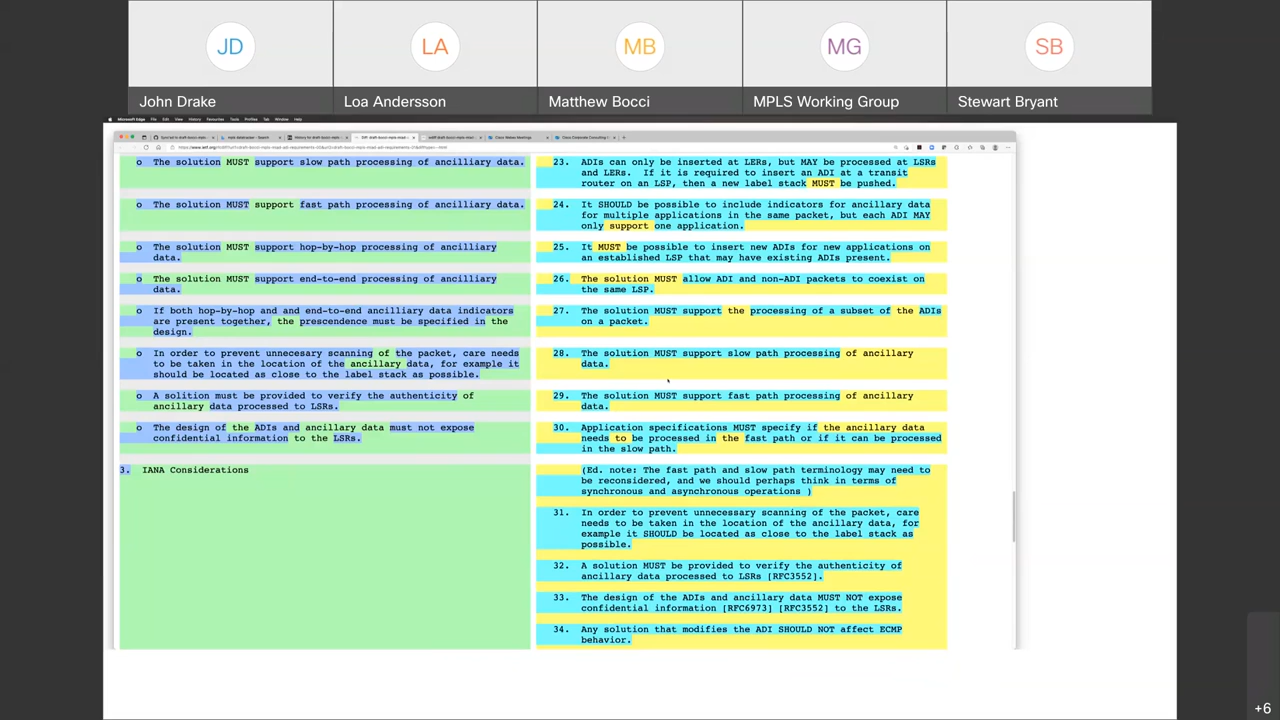 JD
LA
MB
MG
SB
John Drake
Loa Andersson
Matthew Bocci
MPLS Working Group
Stewart Bryant
Microsoft Edge File Edit View History Favourites Tools Profiles Tab Window Help
o The solution MUST support slow path processing of ancilliary data.
o The solution MUST support fast path processing of ancilliary data.
o The solution MUST support hop-by-hop processing of ancilliary
data.
o The solution MUST support end-to-end processing of ancilliary
data.
o If both hop-by-hop and and end-to-end ancilliary data indicators
are present together, the prescendence must be specified in the
design.
o In order to prevent unnecesary scanning of the packet, care needs
to be taken in the location of the ancillary data, for example it
should be located as close to the label stack as possible.
o A solition must be provided to verify the authenticity of
ancillary data processed to LSRs.
o The design of the ADIs and ancillary data must not expose
confidential information to the LSRs.
3. IANA Considerations
23. ADIs can only be inserted at LERs, but MAY be processed at LSRs
and LERs. If it is required to insert an ADI at a transit
router on an LSP, then a new label stack MUST be pushed.
24. It SHOULD be possible to include indicators for ancillary data
for multiple applications in the same packet, but each ADI MAY
only support one application.
25. It MUST be possible to insert new ADIs for new applications on
an established LSP that may have existing ADIs present.
26. The solution MUST allow ADI and non-ADI packets to coexist on
the same LSP.
27. The solution MUST support the processing of a subset of the ADIs
on a packet.
28. The solution MUST support slow path processing of ancillary
data.
29. The solution MUST support fast path processing of ancillary
data.
30. Application specifications MUST specify if the ancillary data
needs to be processed in the fast path or if it can be processed
in the slow path.
(Ed. note: The fast path and slow path terminology may need to
be reconsidered, and we should perhaps think in terms of
synchronous and asynchronous operations )
31. In order to prevent unnecessary scanning of the packet, care
needs to be taken in the location of the ancillary data, for
example it SHOULD be located as close to the label stack as
possible.
32. A solution MUST be provided to verify the authenticity of
ancillary data processed to LSRs [RFC3552].
33. The design of the ADIs and ancillary data MUST NOT expose
confidential information [RFC6973] [RFC3552] to the LSRs.
34. Any solution that modifies the ADI SHOULD NOT affect ECMP
behavior.
+6